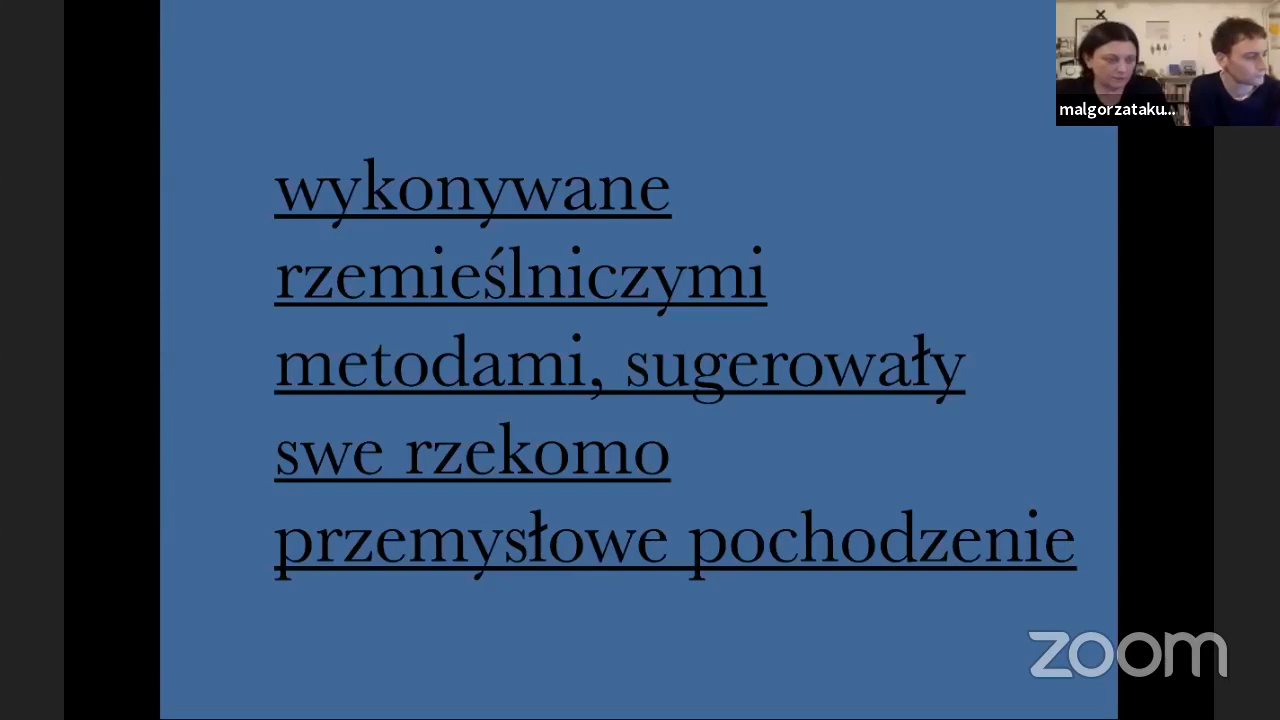 malgorzataku...
wykonywane
rzemieślniczymi
metodami, sugerowały
swe rzekomo
przemysłowe pochodzenie
zoom